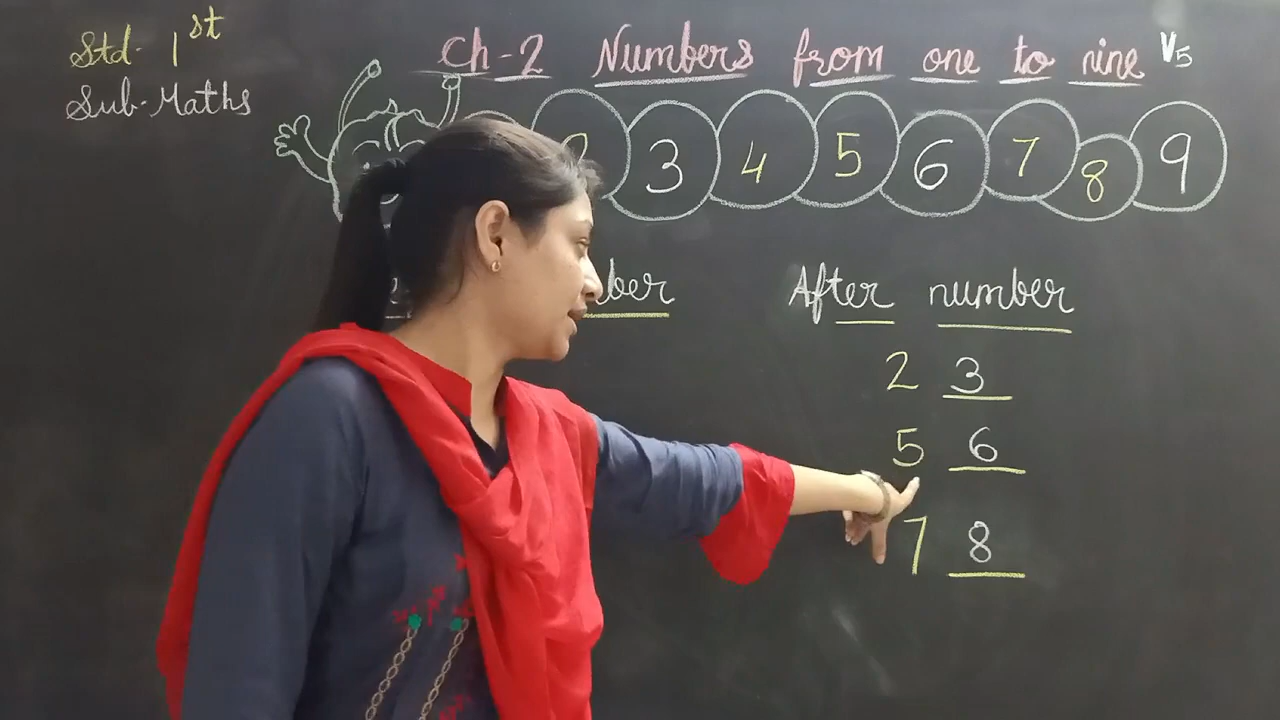 Std- 1st
Sub-Maths
Ch-2 Numbers from one to nine V5
3 4 5 6 7 8 9
After number
2 3
5 6
7 8